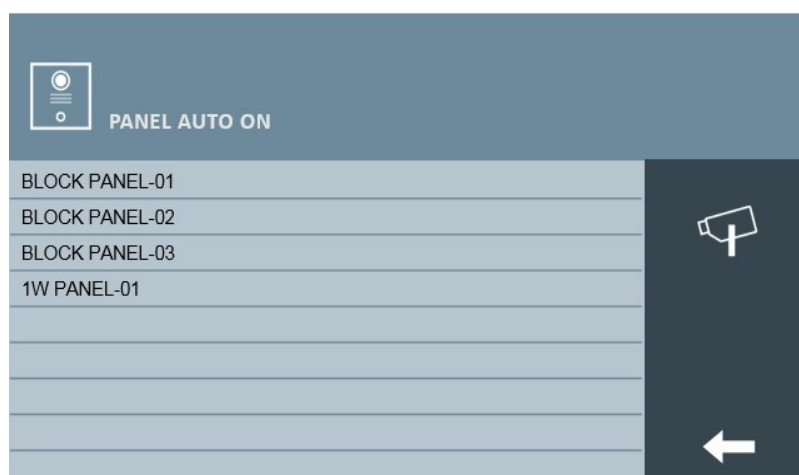 PANEL AUTO ON
BLOCK PANEL-01
BLOCK PANEL-02
BLOCK PANEL-03
1W PANEL-01